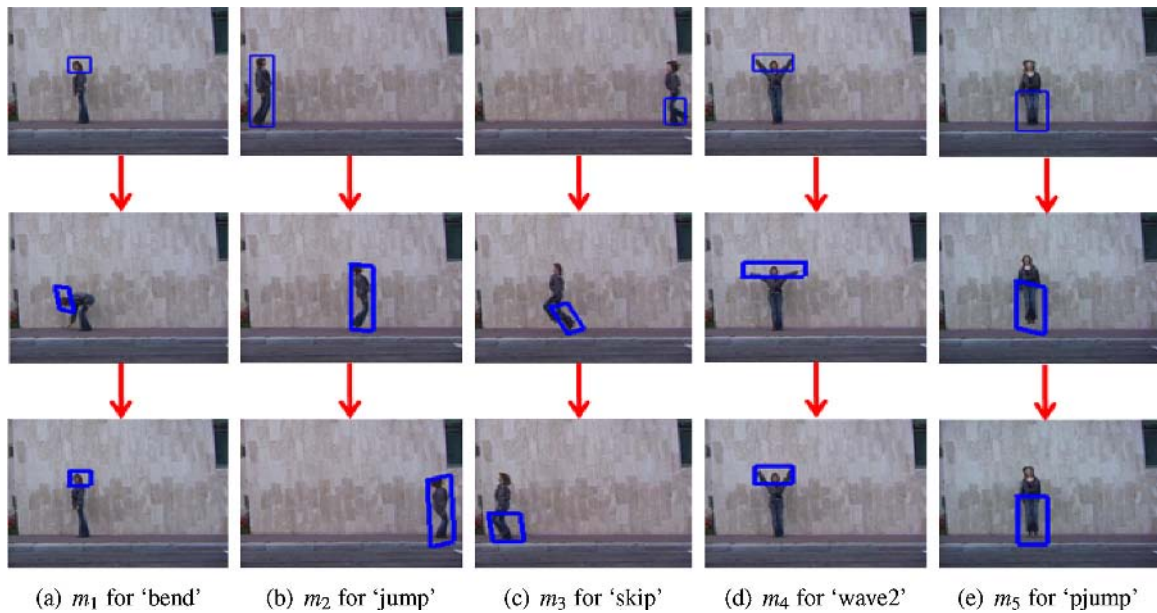 (a) m1 for ‘bend’ (b) m2 for ‘jump’ (c) m3 for ‘skip’ (d) m4 for ‘wave2’ (e) m5 for ‘pjump’